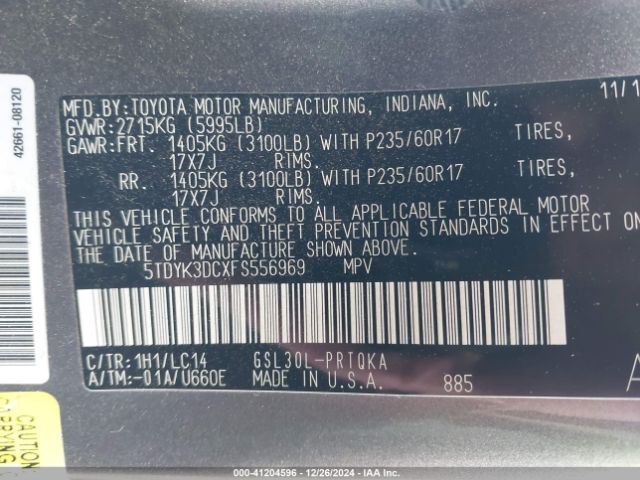 MFD.BY:TOYOTA MOTOR MANUFACTURING, INDIANA, INC. 11/1
GVWR:2715KG (5995LB)
GAWR:FRT. 1405KG (3100LB) WITH P235/60R17 TIRES,
17X7J RIMS.
RR. 1405KG (3100LB) WITH P235/60R17 TIRES,
17X7J RIMS.
THIS VEHICLE CONFORMS TO ALL APPLICABLE FEDERAL MOTOR
VEHICLE SAFETY AND THEFT PREVENTION STANDARDS IN EFFECT ON
THE DATE OF MANUFACTURE SHOWN ABOVE.
5TDYK3DCXFS556969 MPV
C/TR:1H1/LC14 GSL30L-PRTQKA
A/TM:-01A/U660E MADE IN U.S.A. 885 A
42661-08120
CAUTION
CARRYING
000-41204596 - 12/26/2024 - IAA Inc.